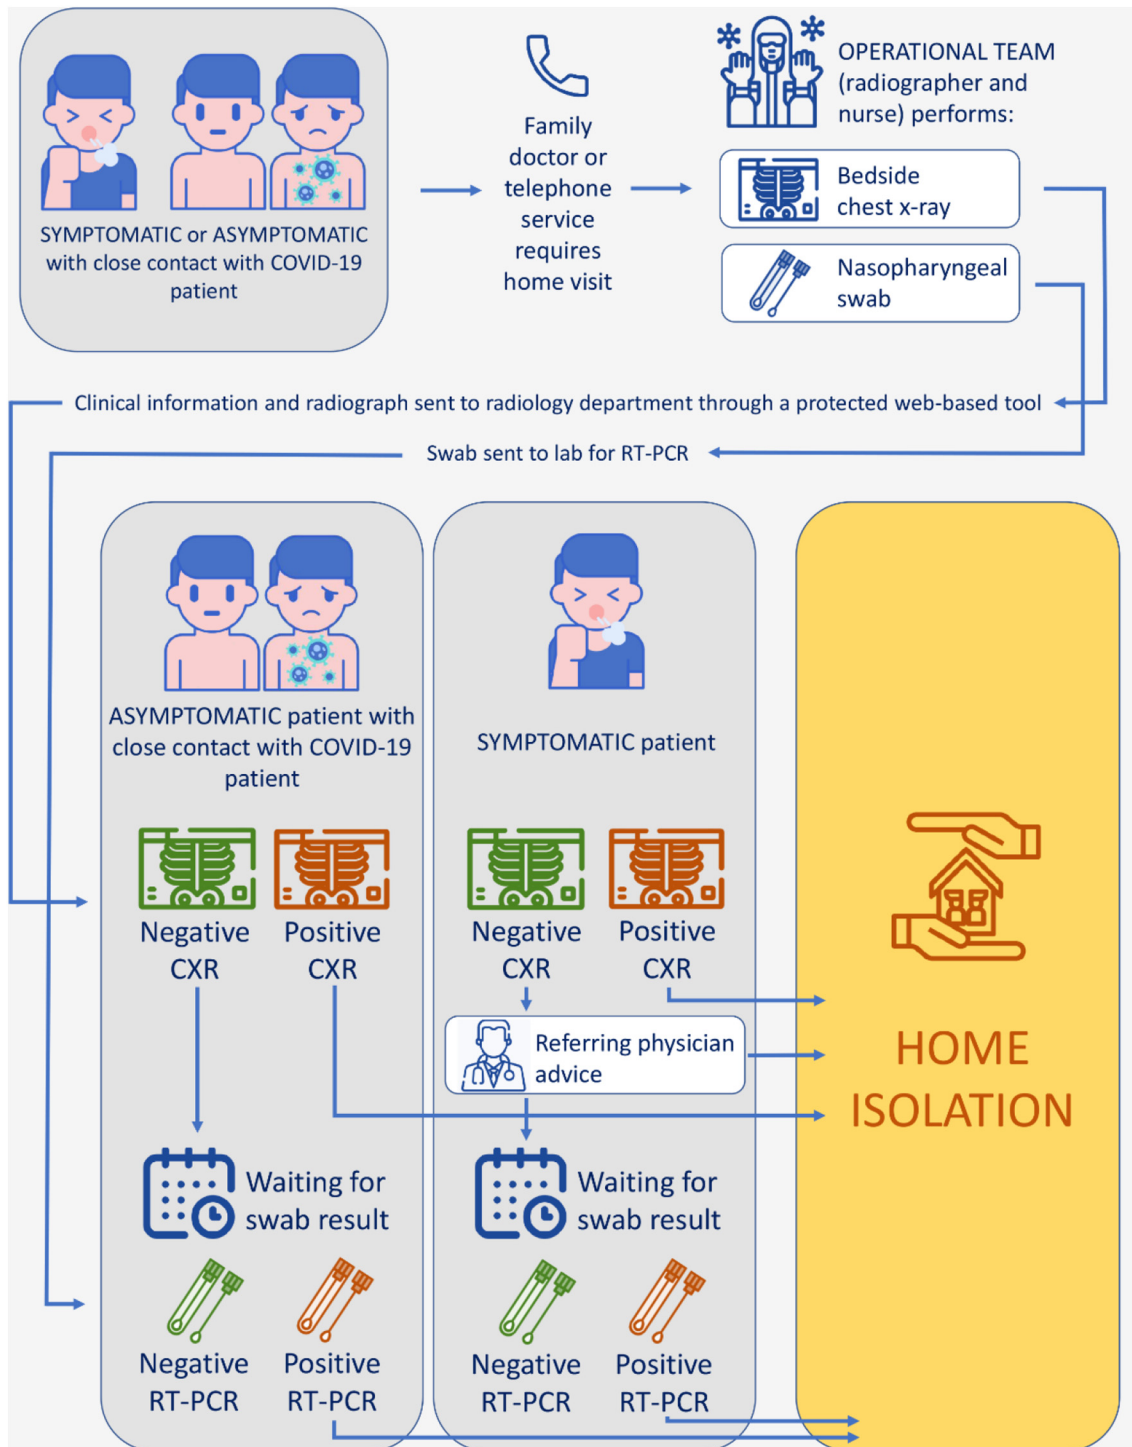 SYMPTOMATIC or ASYMPTOMATIC
with close contact with COVID-19
patient
Family
doctor or
telephone
service
requires
home visit
OPERATIONAL TEAM
(radiographer and
nurse) performs:
Bedside
chest x-ray
Nasopharyngeal
swab
Clinical information and radiograph sent to radiology department through a protected web-based tool
Swab sent to lab for RT-PCR
ASYMPTOMATIC patient with
close contact with COVID-19
patient
Negative
CXR
Positive
CXR
Waiting for
swab result
Negative
RT-PCR
Positive
RT-PCR
SYMPTOMATIC patient
Negative
CXR
Positive
CXR
Referring physician
advice
Waiting for
swab result
Negative
RT-PCR
Positive
RT-PCR
HOME
ISOLATION